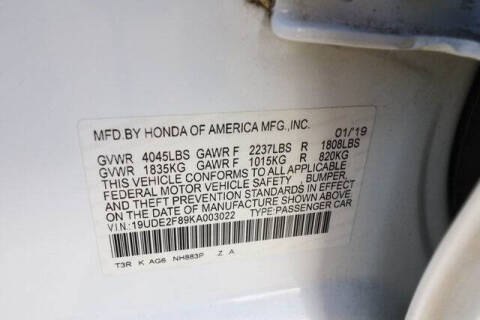 MFD BY HONDA OF AMERICA MFG.,INC. 01/'19
GVWR 4045LBS GAWR F 2237LBS R 1808LBS
GVWR 1835KG GAWR F 1015KG R 820KG
THIS VEHICLE CONFORMS TO ALL APPLICABLE
FEDERAL MOTOR VEHICLE SAFETY BUMPER,
AND THEFT PREVENTION STANDARDS IN EFFECT
ON THE DATE OF MANUFACTURE SHOWN ABOVE.
VIN:19UDE2F89KA003022 TYPE:PASSENGER CAR
T3R K AG6 NH883P Z A